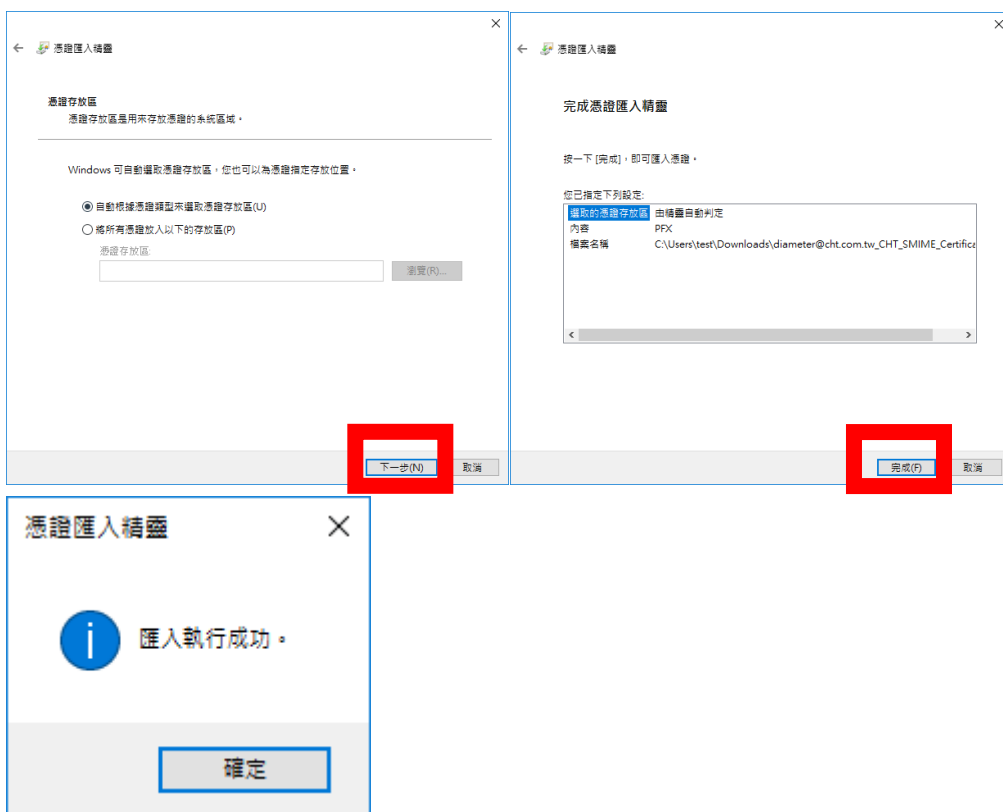 憑證匯入精靈
憑證存放區
憑證存放區是用來存放憑證的系統區域。
Windows 可自動選取憑證存放區，您也可以為憑證指定存放位置。
自動根據憑證類型來選取憑證存放區(U)
將所有憑證放入以下的存放區(P)
憑證存放區:
瀏覽(R)...
下一步(N)
取消
憑證匯入精靈
完成憑證匯入精靈
按一下 [完成]，即可匯入憑證。
您已指定下列設定:
選取的憑證存放區 由精靈自動判定
內容 PFX
檔案名稱 C:\Users\test\Downloads\diameter@cht.com.tw_CHT_SMIME_Certifica
完成(F)
取消
憑證匯入精靈
匯入執行成功。
確定